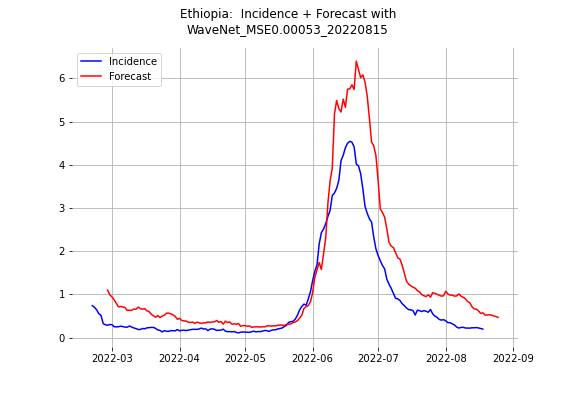 Ethiopia:  Incidence + Forecast with
WaveNet_MSE0.00053_20220815
Incidence
Forecast
6
5
4
3
2
1
0
2022-03 2022-04 2022-05 2022-06 2022-07 2022-08 2022-09